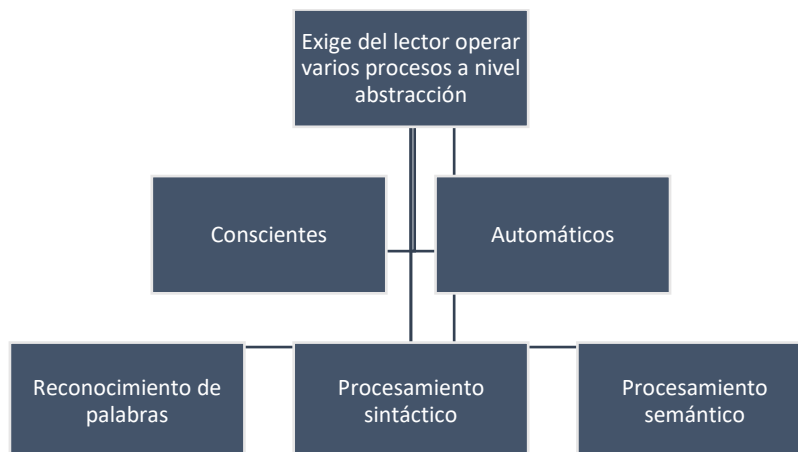 Exige del lector operar
varios procesos a nivel
abstracción
Conscientes
Automáticos
Reconocimiento de
palabras
Procesamiento
sintáctico
Procesamiento
semántico